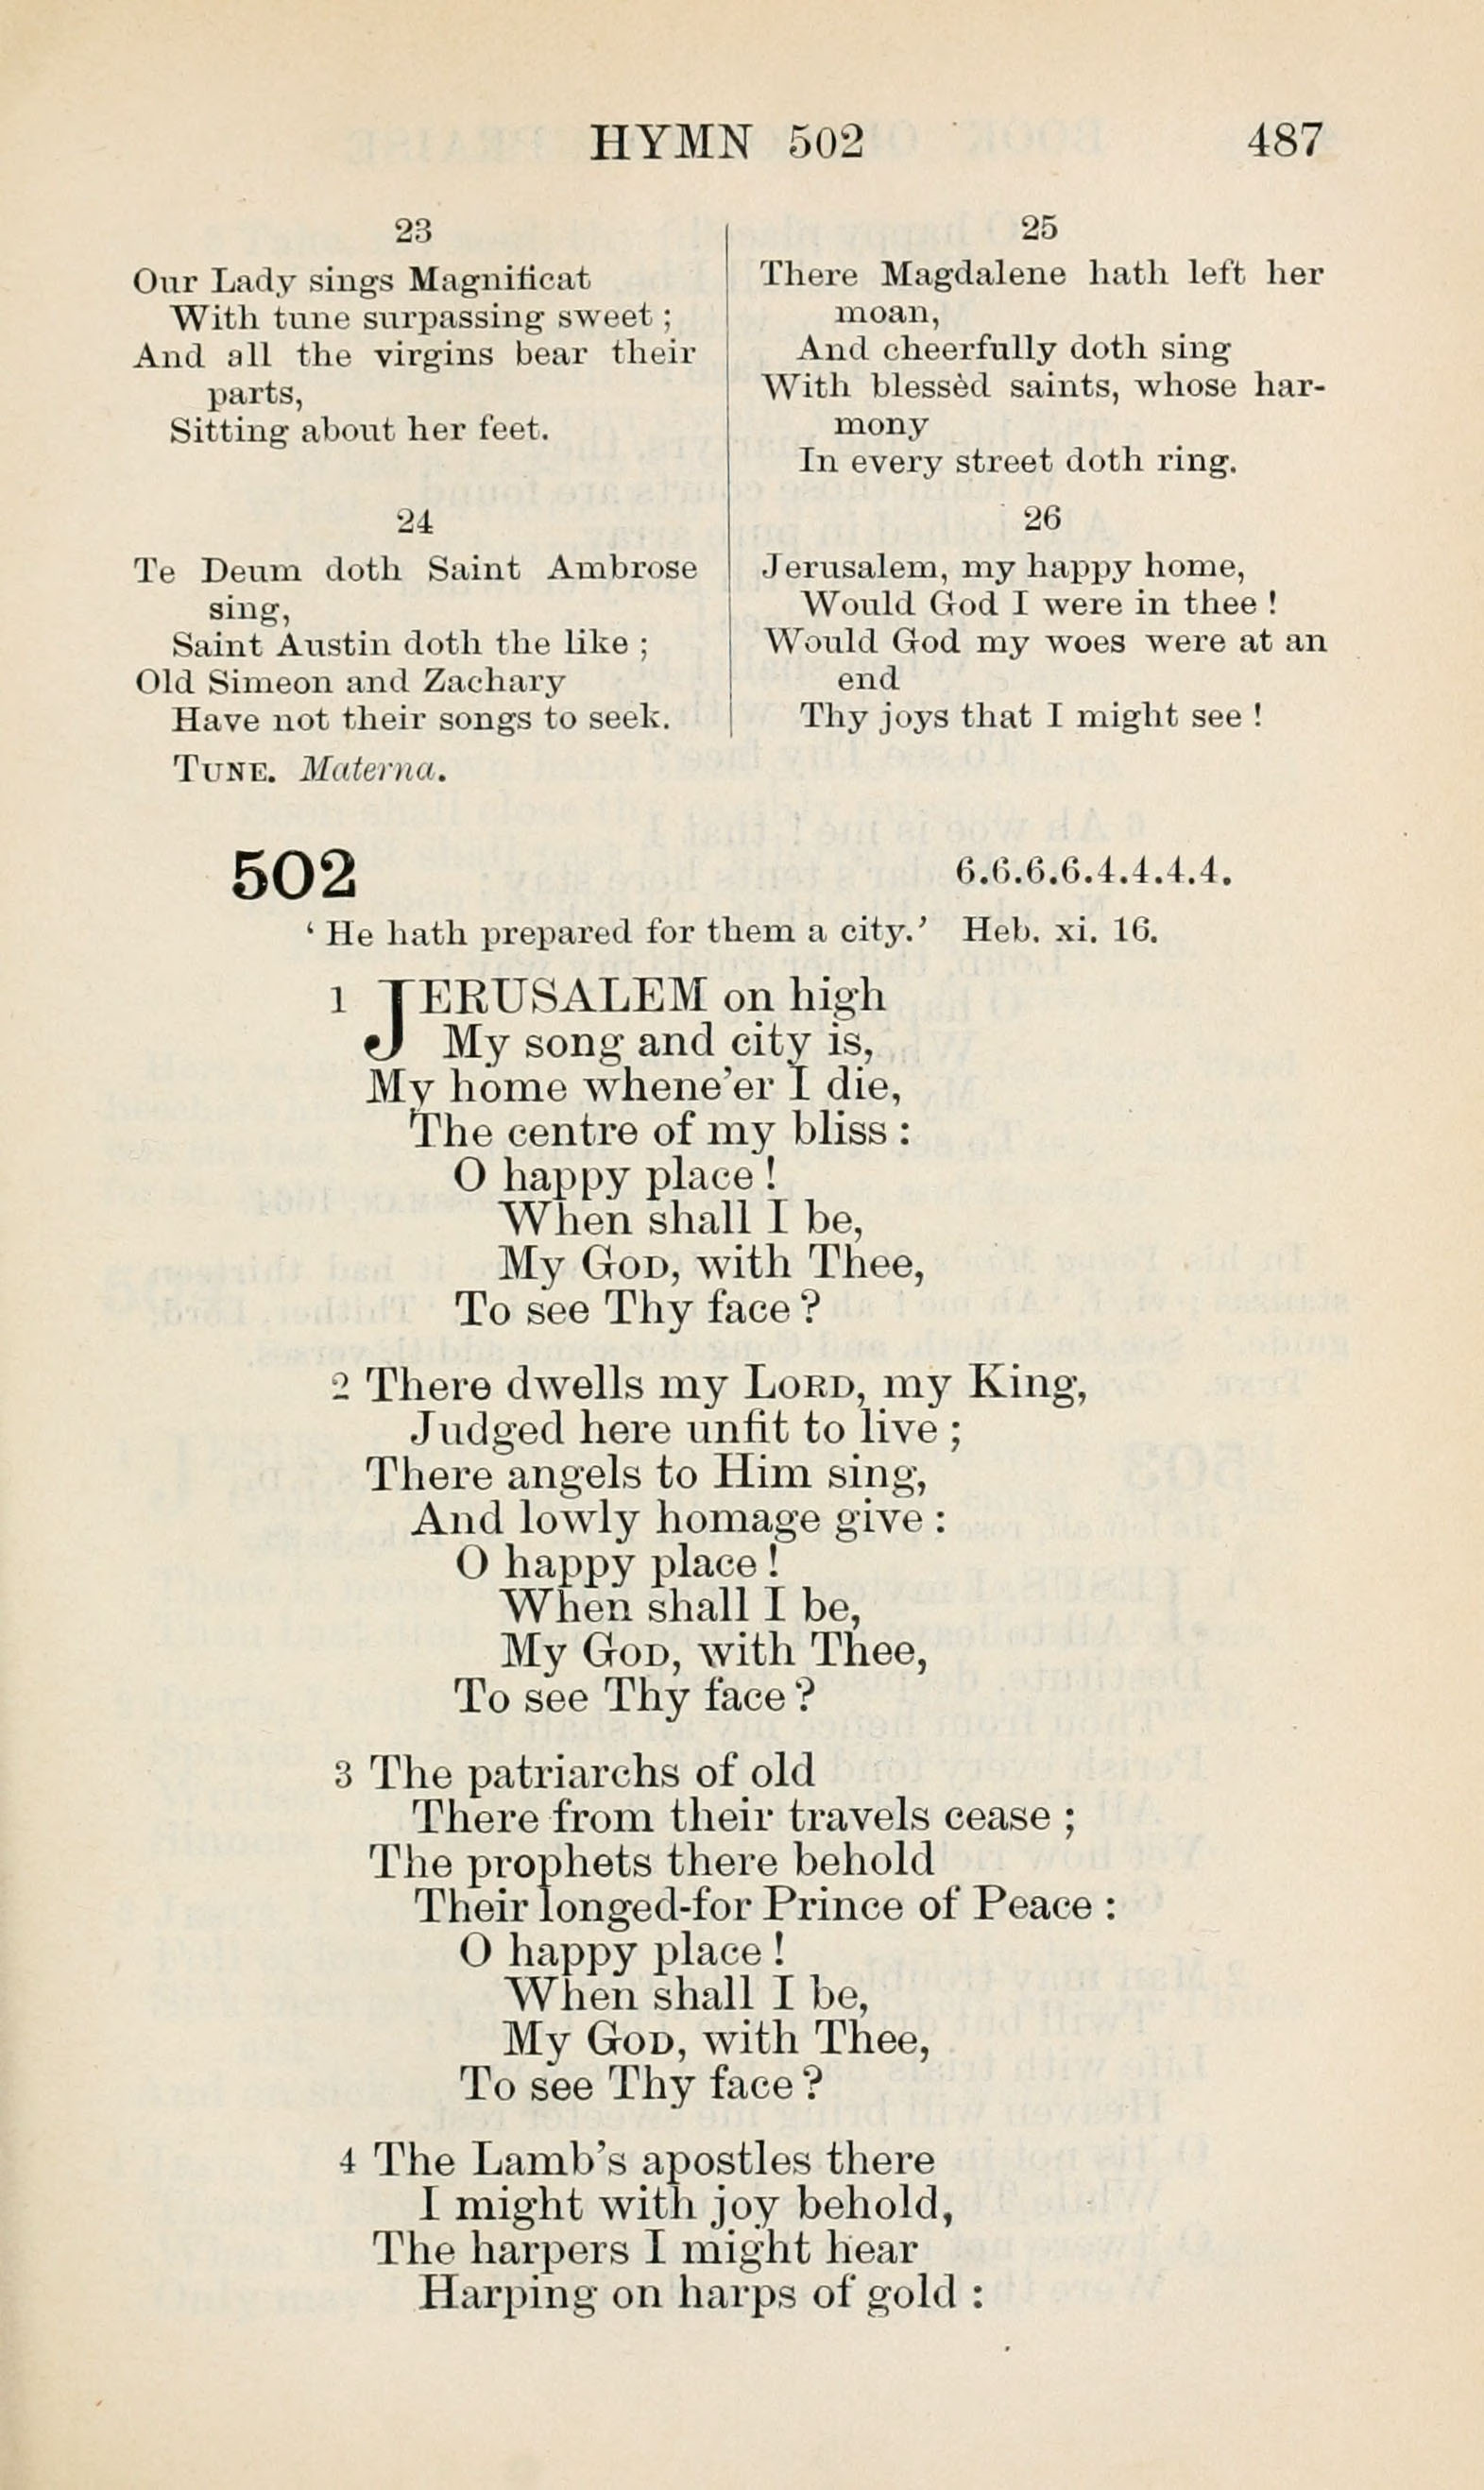 HYMN 502 487
23
Our Lady sings Magnificat
With tune surpassing sweet ;
And all the virgins bear their
parts,
Sitting about her feet.
24
Te Deum doth Saint Ambrose
sing,
Saint Austin doth the like ;
Old Simeon and Zachary
Have not their songs to seek.
25
There Magdalene hath left her
moan,
And cheerfully doth sing
With blessèd saints, whose har-
mony
In every street doth ring.
26
Jerusalem, my happy home,
Would God I were in thee !
Would God my woes were at an
end
Thy joys that I might see !
TUNE. Materna.
502 6.6.6.6.4.4.4.4.
‘ He hath prepared for them a city.’ Heb. xi. 16.
1 JERUSALEM on high
My song and city is,
My home whene’er I die,
The centre of my bliss :
O happy place !
When shall I be,
My GOD, with Thee,
To see Thy face ?
2 There dwells my LORD, my King,
Judged here unfit to live ;
There angels to Him sing,
And lowly homage give :
O happy place !
When shall I be,
My GOD, with Thee,
To see Thy face ?
3 The patriarchs of old
There from their travels cease ;
The prophets there behold
Their longed-for Prince of Peace :
O happy place !
When shall I be,
My GOD, with Thee,
To see Thy face ?
4 The Lamb’s apostles there
I might with joy behold,
The harpers I might hear
Harping on harps of gold :